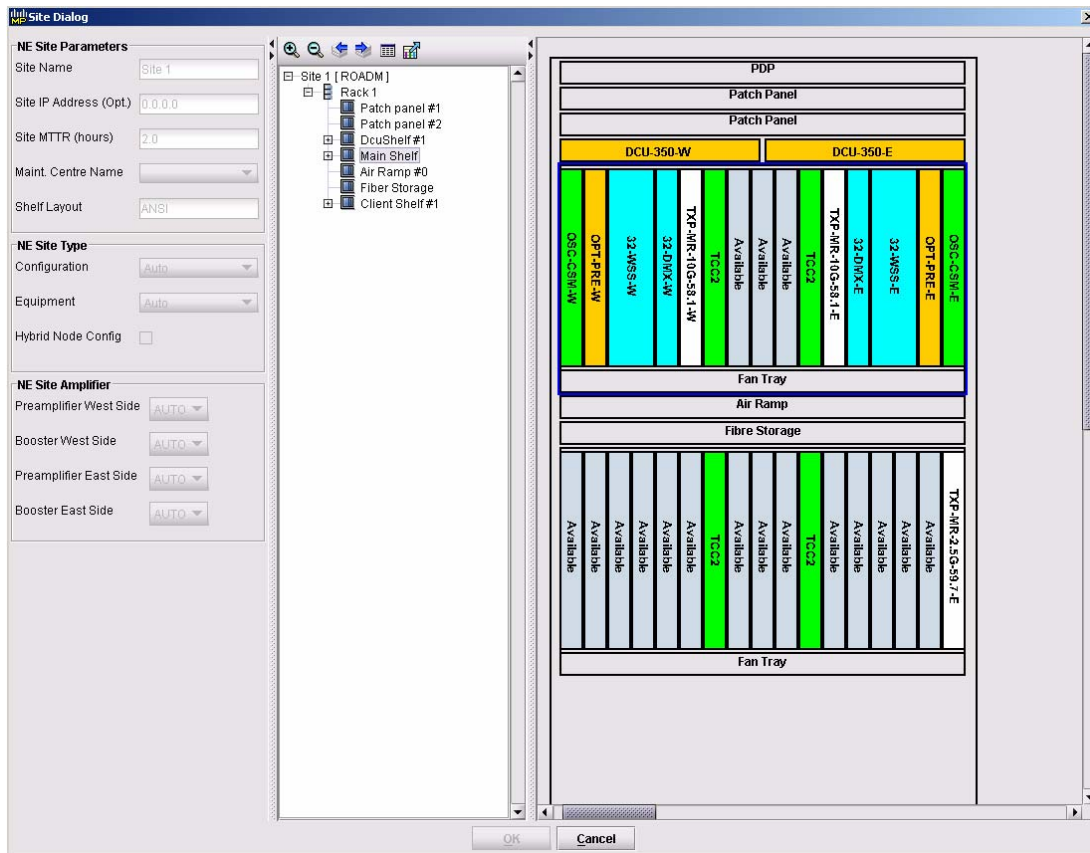 MP Site Dialog
NE Site Parameters
Site Name
Site 1
Site IP Address (Opt.)
0.0.0.0
Site MTTR (hours)
2.0
Maint. Centre Name
Shelf Layout
ANSI
NE Site Type
Configuration
Auto
Equipment
Auto
Hybrid Node Config
NE Site Amplifier
Preamplifier West Side
AUTO
Booster West Side
AUTO
Preamplifier East Side
AUTO
Booster East Side
AUTO
Site 1 [ROADM]
Rack 1
Patch panel #1
Patch panel #2
DcuShelf #1
Main Shelf
Air Ramp #0
Fiber Storage
Client Shelf #1
PDP
Patch Panel
Patch Panel
DCU-350-W
DCU-350-E
OSC-CSM-W
OPT-PRE-W
32-WSS-W
32-DMX-W
TXP-MR-10G-58.1-W
TCC2
Available
Available
Available
TCC2
TXP-MR-10G-58.1-E
32-DMX-E
32-WSS-E
OPT-PRE-E
OSC-CSM-E
Fan Tray
Air Ramp
Fibre Storage
Available
Available
Available
Available
Available
Available
TCC2
Available
Available
Available
TCC2
Available
Available
Available
Available
Available
TXP-MR-2.5G-59.7-E
Fan Tray
OK
Cancel